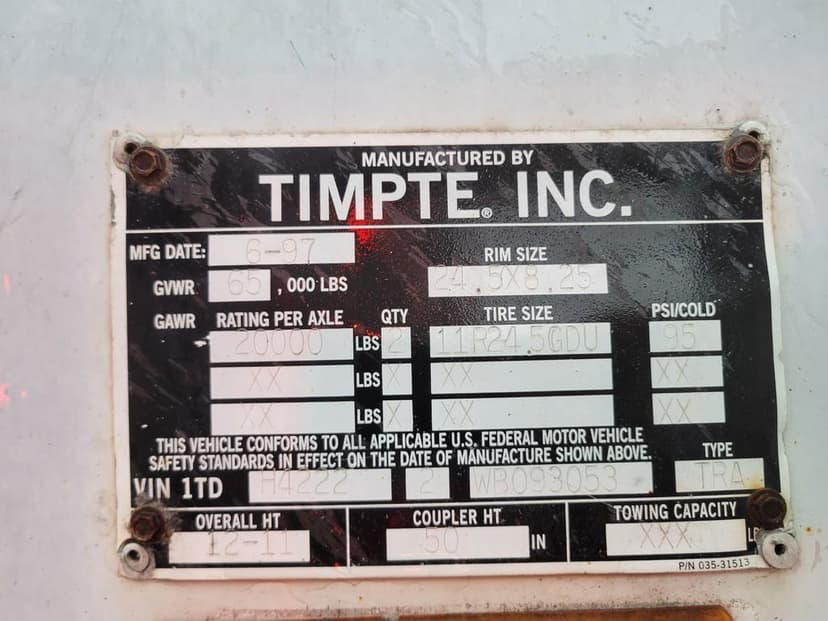 MANUFACTURED BY
TIMPTE® INC.
MFG DATE: 6-97
RIM SIZE
GVWR 65 ,000 LBS 24.5X8.25
GAWR RATING PER AXLE QTY TIRE SIZE PSI/COLD
20000 LBS 2 11R24.5GDU 95
XX LBS X XX XX
XX LBS X XX XX
THIS VEHICLE CONFORMS TO ALL APPLICABLE U.S. FEDERAL MOTOR VEHICLE
SAFETY STANDARDS IN EFFECT ON THE DATE OF MANUFACTURE SHOWN ABOVE. TYPE
VIN 1TD H4222 2 WB093053 TRA
OVERALL HT COUPLER HT TOWING CAPACITY
12-11 50 IN XXX
P/N 035-31513